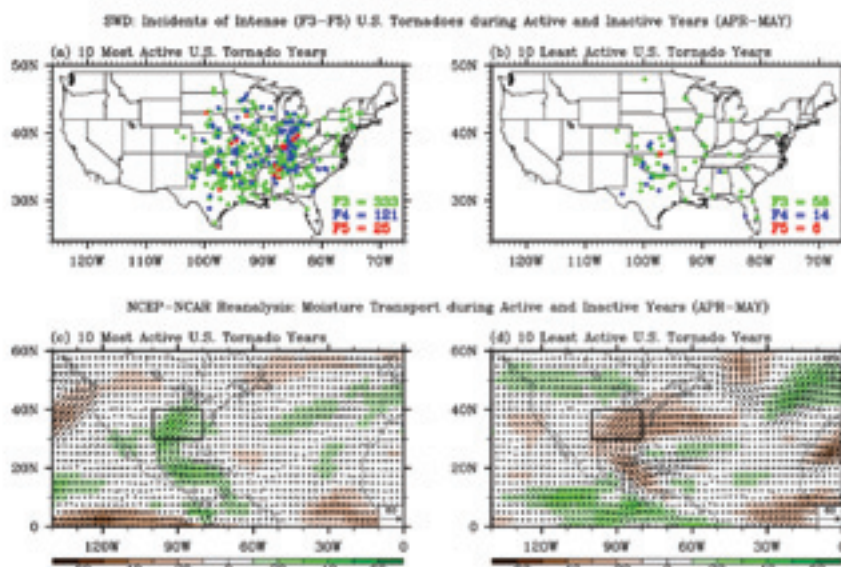 SWD: Incidents of Intense (F3-F5) U.S. Tornadoes during Active and Inactive Years (APR-MAY)
(a) 10 Most Active U.S. Tornado Years
(b) 10 Least Active U.S. Tornado Years
50N
40N
30N
F3 = 333
F4 = 121
F5 = 25
120W 110W 100W 90W 80W 70W
50N
40N
30N
F3 = 58
F4 = 14
F5 = 6
120W 110W 100W 90W 80W 70W
NCEP-NCAR Reanalysis: Moisture Transport during Active and Inactive Years (APR-MAY)
(c) 10 Most Active U.S. Tornado Years
(d) 10 Least Active U.S. Tornado Years
60N
40N
20N
0
120W 90W 60W 30W 0
60N
40N
20N
0
120W 90W 60W 30W 0